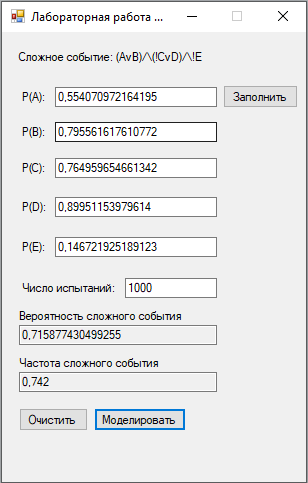 Лабораторная работа ...
Сложное событие: (AvB)/\(!CvD)/\!E
P(A): 0,554070972164195 Заполнить
P(B): 0,795561617610772
P(C): 0,764959654661342
P(D): 0,89951153979614
P(E): 0,146721925189123
Число испытаний: 1000
Вероятность сложного события
0,715877430499255
Частота сложного события
0,742
Очистить Моделировать